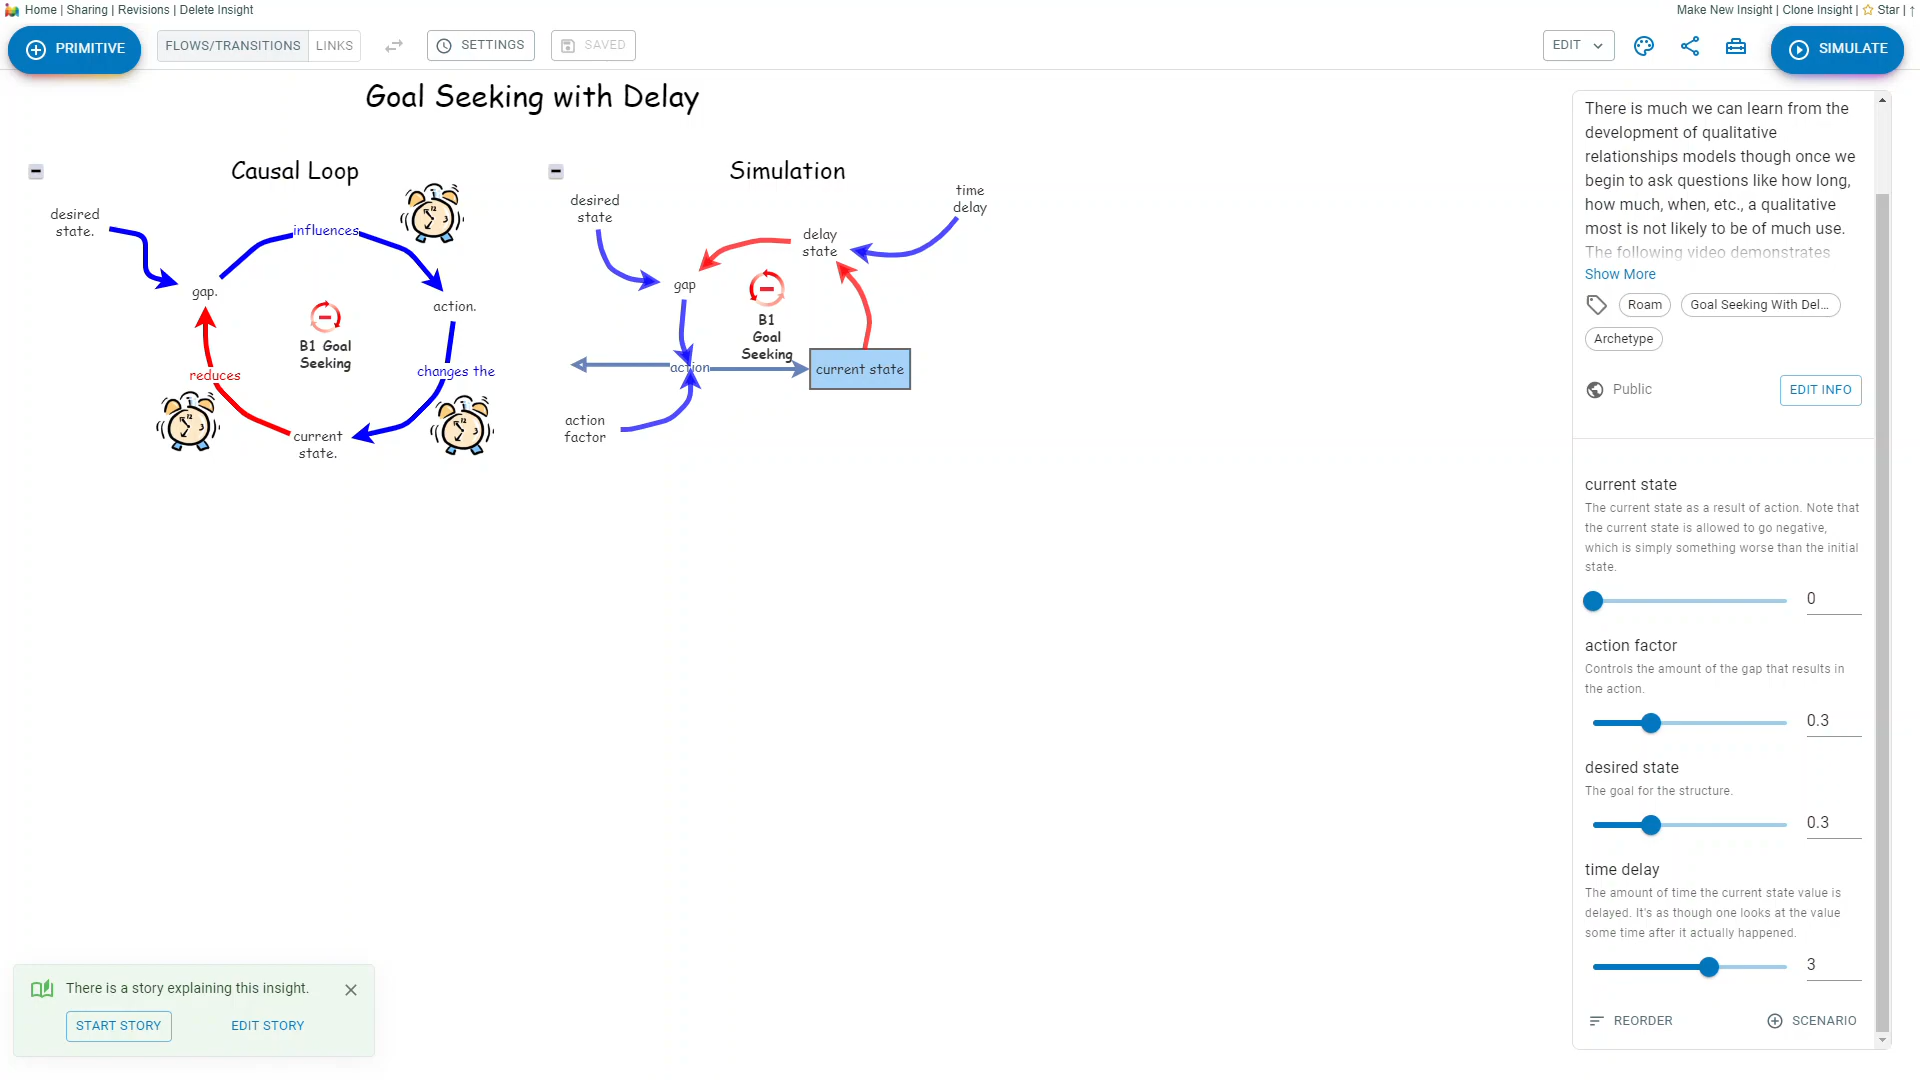 Home | Sharing | Revisions | Delete Insight
Make New Insight | Clone Insight | Star | ↑
PRIMITIVE
FLOWS/TRANSITIONS LINKS
SETTINGS
SAVED
EDIT
SIMULATE
Goal Seeking with Delay
Causal Loop
desired
state.
influences
gap.
action.
B1 Goal
Seeking
reduces
changes the
current
state.
Simulation
desired
state
time
delay
delay
state
gap
B1
Goal
Seeking
action
current state
action
factor
There is much we can learn from the
development of qualitative
relationships models though once we
begin to ask questions like how long,
how much, when, etc., a qualitative
most is not likely to be of much use.
The following video demonstrates
Show More
Roam
Goal Seeking With Del...
Archetype
Public
EDIT INFO
current state
The current state as a result of action. Note that
the current state is allowed to go negative,
which is simply something worse than the initial
state.
0
action factor
Controls the amount of the gap that results in
the action.
0.3
desired state
The goal for the structure.
0.3
time delay
The amount of time the current state value is
delayed. It's as though one looks at the value
some time after it actually happened.
3
REORDER
SCENARIO
There is a story explaining this insight.
START STORY
EDIT STORY